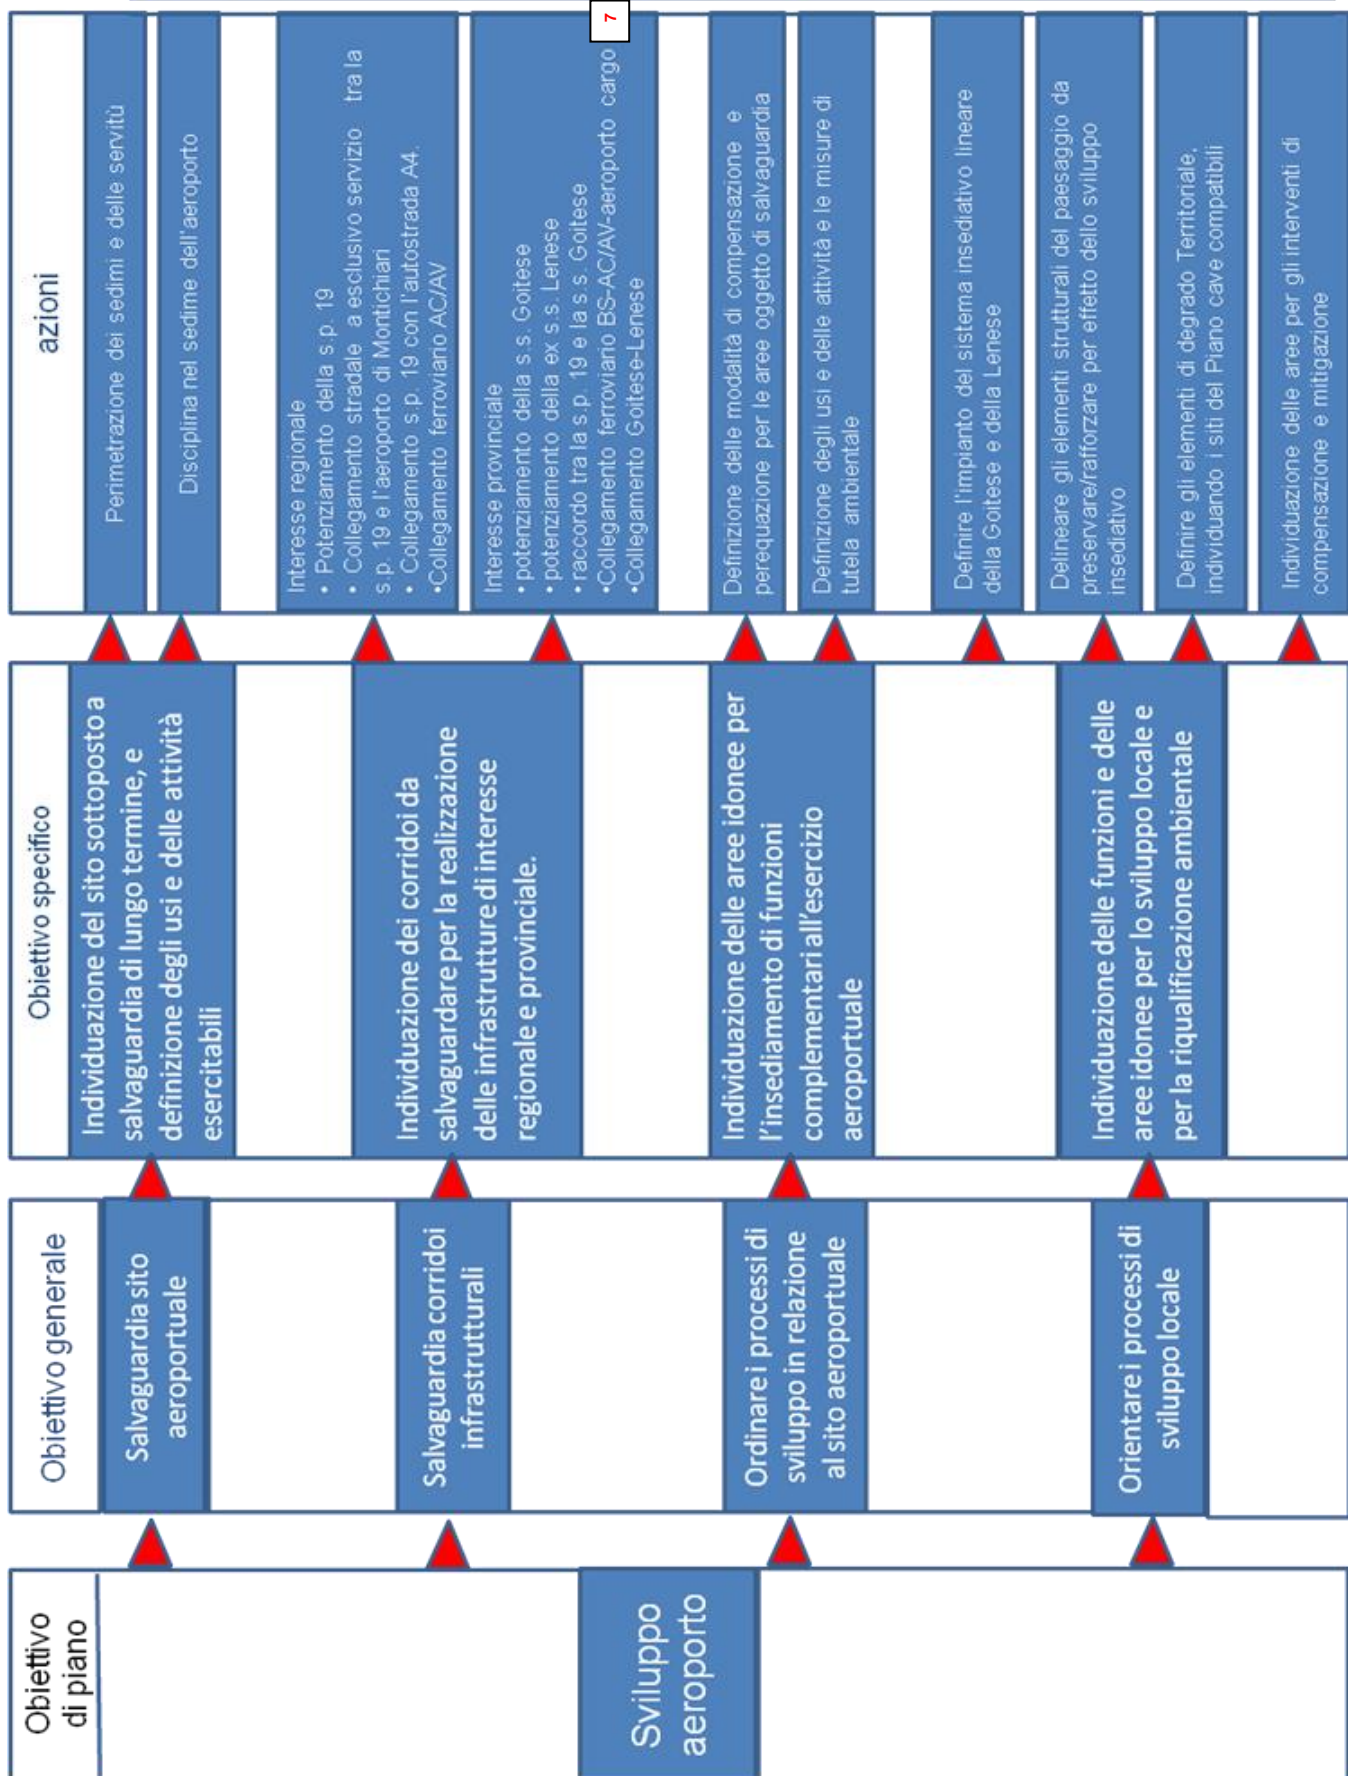 7
Obiettivo
di piano
Obiettivo generale
Obiettivo specifico
azioni
Sviluppo
aeroporto
Salvaguardia sito
aeroportuale
Individuazione del sito sottoposto a
salvaguardia di lungo termine, e
definizione degli usi e delle attività
esercitabili
Perimetrazione dei sedimi e delle servitù
Disciplina nel sedime dell'aeroporto
Salvaguardia corridoi
infrastrutturali
Individuazione dei corridoi da
salvaguardare per la realizzazione
delle infrastrutture di interesse
regionale e provinciale.
Interesse regionale
• Potenziamento della s.p. 19
• Collegamento stradale a esclusivo servizio tra la
s.p. 19 e l'aeroporto di Montichiari
• Collegamento s.p. 19 con l'autostrada A4.
•Collegamento ferroviario AC/AV
Interesse provinciale
• potenziamento della s.s. Goitese
• potenziamento della ex s.s. Lenese
• raccordo tra la s.p. 19 e la s.s. Goitese
•Collegamento ferroviario BS-AC/AV-aeroporto cargo
•Collegamento Goitese-Lenese
Ordinare i processi di
sviluppo in relazione
al sito aeroportuale
Individuazione delle aree idonee per
l'insediamento di funzioni
complementari all'esercizio
aeroportuale
Definizione delle modalità di compensazione e
perequazione per le aree oggetto di salvaguardia
Definizione degli usi e delle attività e le misure di
tutela ambientale
Orientare i processi di
sviluppo locale
Individuazione delle funzioni e delle
aree idonee per lo sviluppo locale e
per la riqualificazione ambientale
Definire l'impianto del sistema insediativo lineare
della Goitese e della Lenese
Delineare gli elementi strutturali del paesaggio da
preservare/rafforzare per effetto dello sviluppo
insediativo
Definire gli elementi di degrado Territoriale,
individuando i siti del Piano cave compatibili
Individuazione delle aree per gli interventi di
compensazione e mitigazione